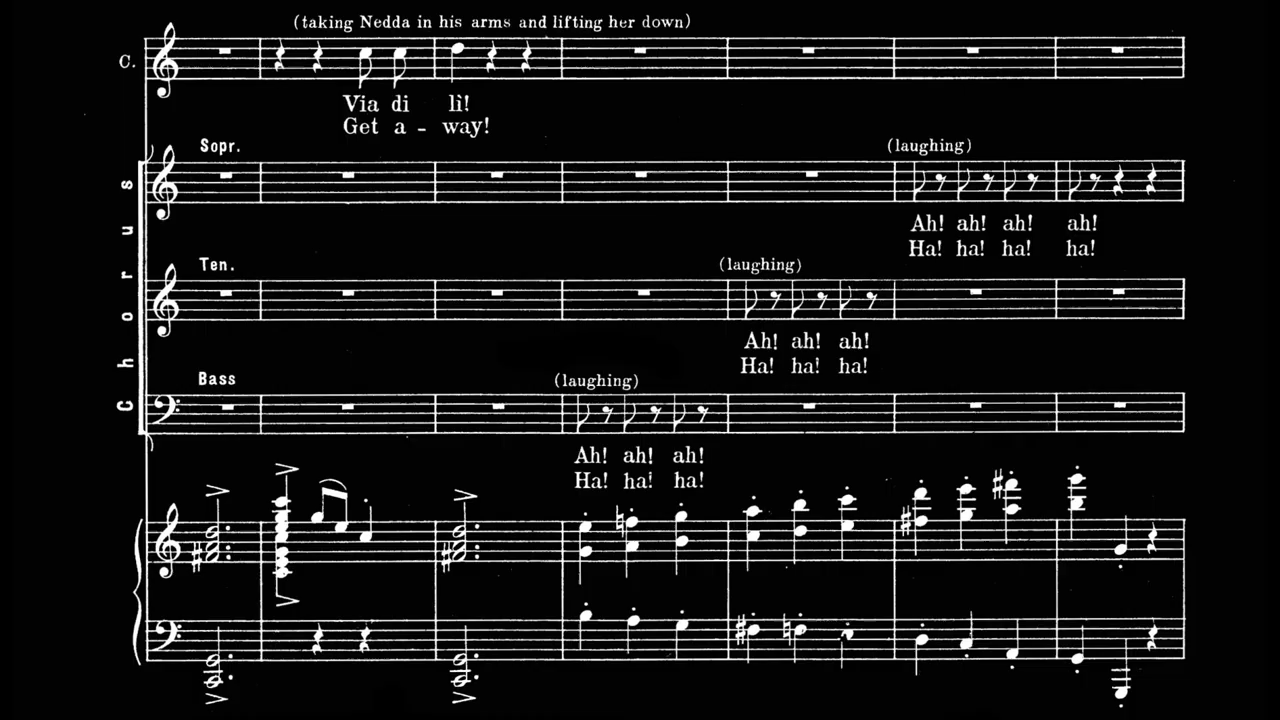 (taking Nedda in his arms and lifting her down)
C.
Via di lì!
Get a - way!
Chorus
Sopr.
(laughing)
Ah! ah! ah! ah!
Ha! ha! ha! ha!
Ten.
(laughing)
Ah! ah! ah!
Ha! ha! ha!
Bass
(laughing)
Ah! ah! ah!
Ha! ha! ha!